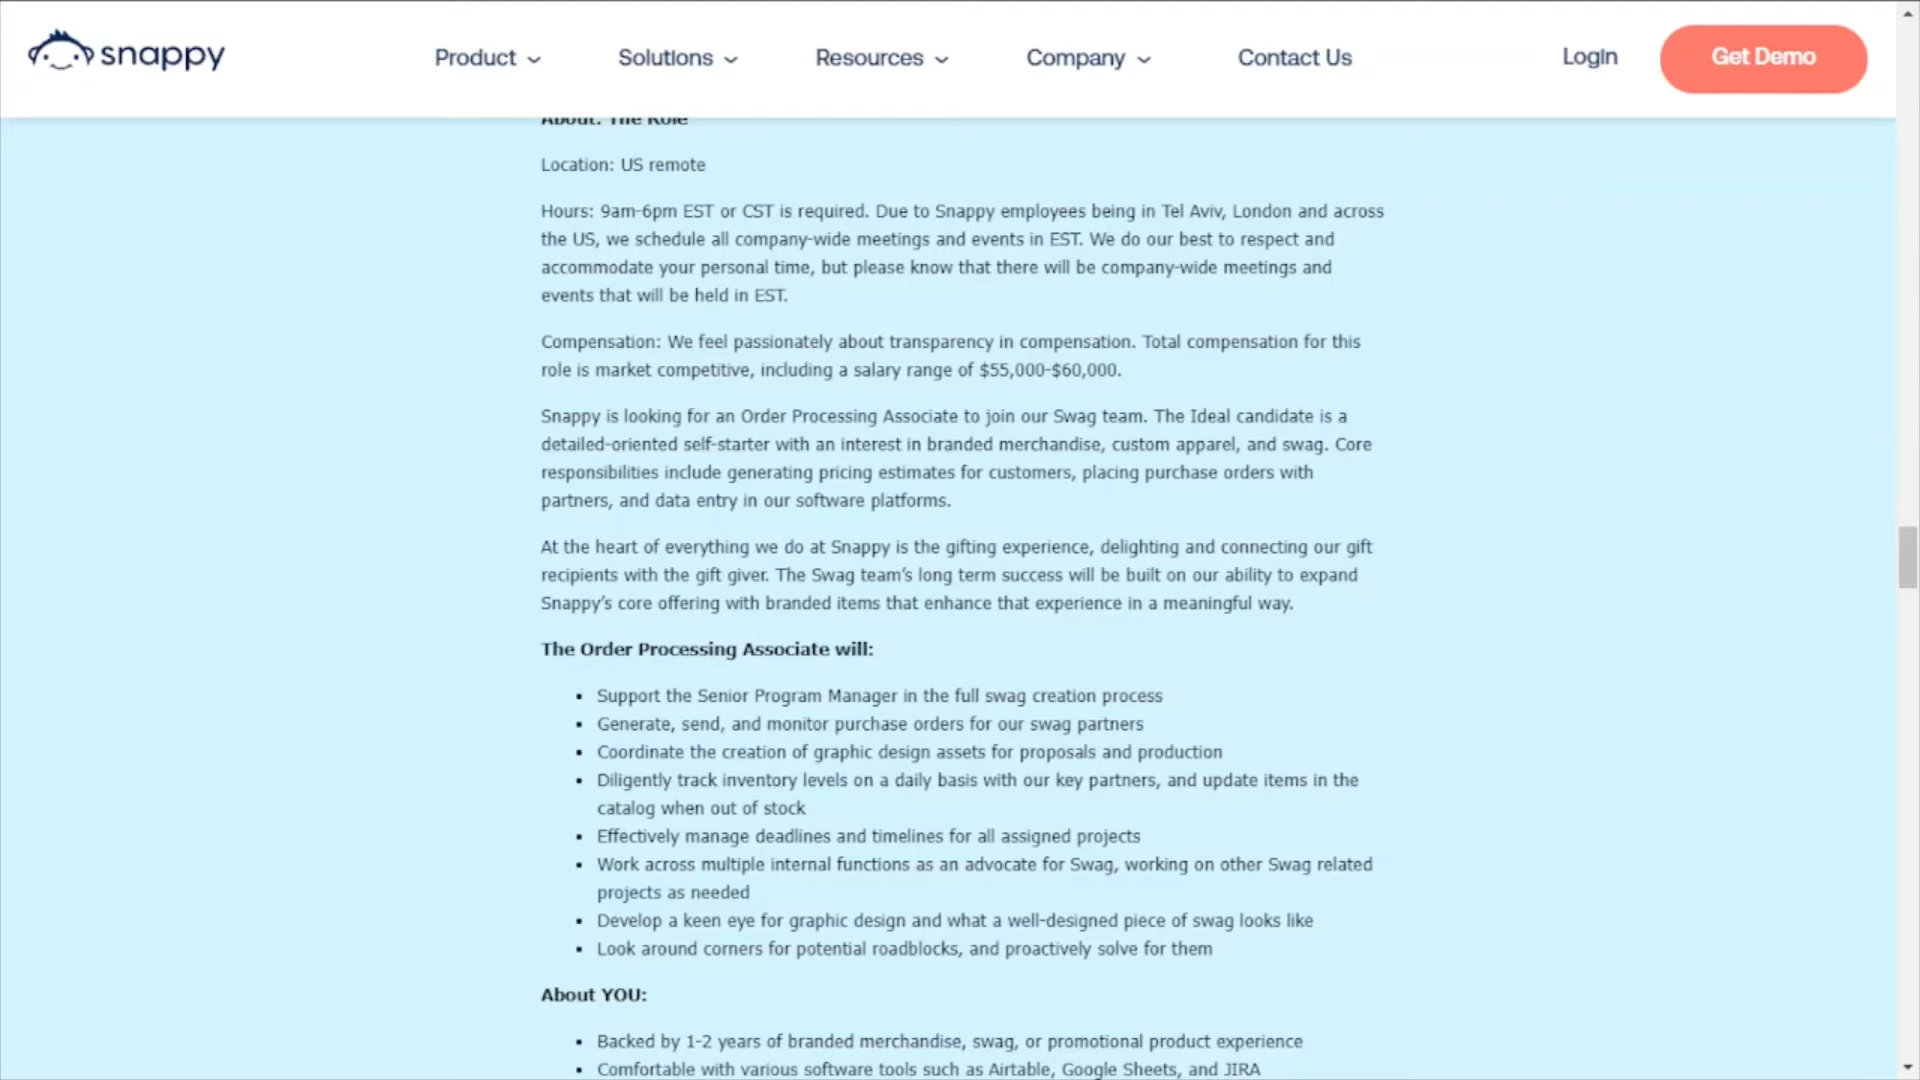 snappy
Product
Solutions
Resources
Company
Contact Us
Login
Get Demo
About: The Role
Location: US remote
Hours: 9am-6pm EST or CST is required. Due to Snappy employees being in Tel Aviv, London and across
the US, we schedule all company-wide meetings and events in EST. We do our best to respect and
accommodate your personal time, but please know that there will be company-wide meetings and
events that will be held in EST.
Compensation: We feel passionately about transparency in compensation. Total compensation for this
role is market competitive, including a salary range of $55,000-$60,000.
Snappy is looking for an Order Processing Associate to join our Swag team. The Ideal candidate is a
detailed-oriented self-starter with an interest in branded merchandise, custom apparel, and swag. Core
responsibilities include generating pricing estimates for customers, placing purchase orders with
partners, and data entry in our software platforms.
At the heart of everything we do at Snappy is the gifting experience, delighting and connecting our gift
recipients with the gift giver. The Swag team’s long term success will be built on our ability to expand
Snappy’s core offering with branded items that enhance that experience in a meaningful way.
The Order Processing Associate will:
▪ Support the Senior Program Manager in the full swag creation process
▪ Generate, send, and monitor purchase orders for our swag partners
▪ Coordinate the creation of graphic design assets for proposals and production
▪ Diligently track inventory levels on a daily basis with our key partners, and update items in the
catalog when out of stock
▪ Effectively manage deadlines and timelines for all assigned projects
▪ Work across multiple internal functions as an advocate for Swag, working on other Swag related
projects as needed
▪ Develop a keen eye for graphic design and what a well-designed piece of swag looks like
▪ Look around corners for potential roadblocks, and proactively solve for them
About YOU:
▪ Backed by 1-2 years of branded merchandise, swag, or promotional product experience
▪ Comfortable with various software tools such as Airtable, Google Sheets, and JIRA